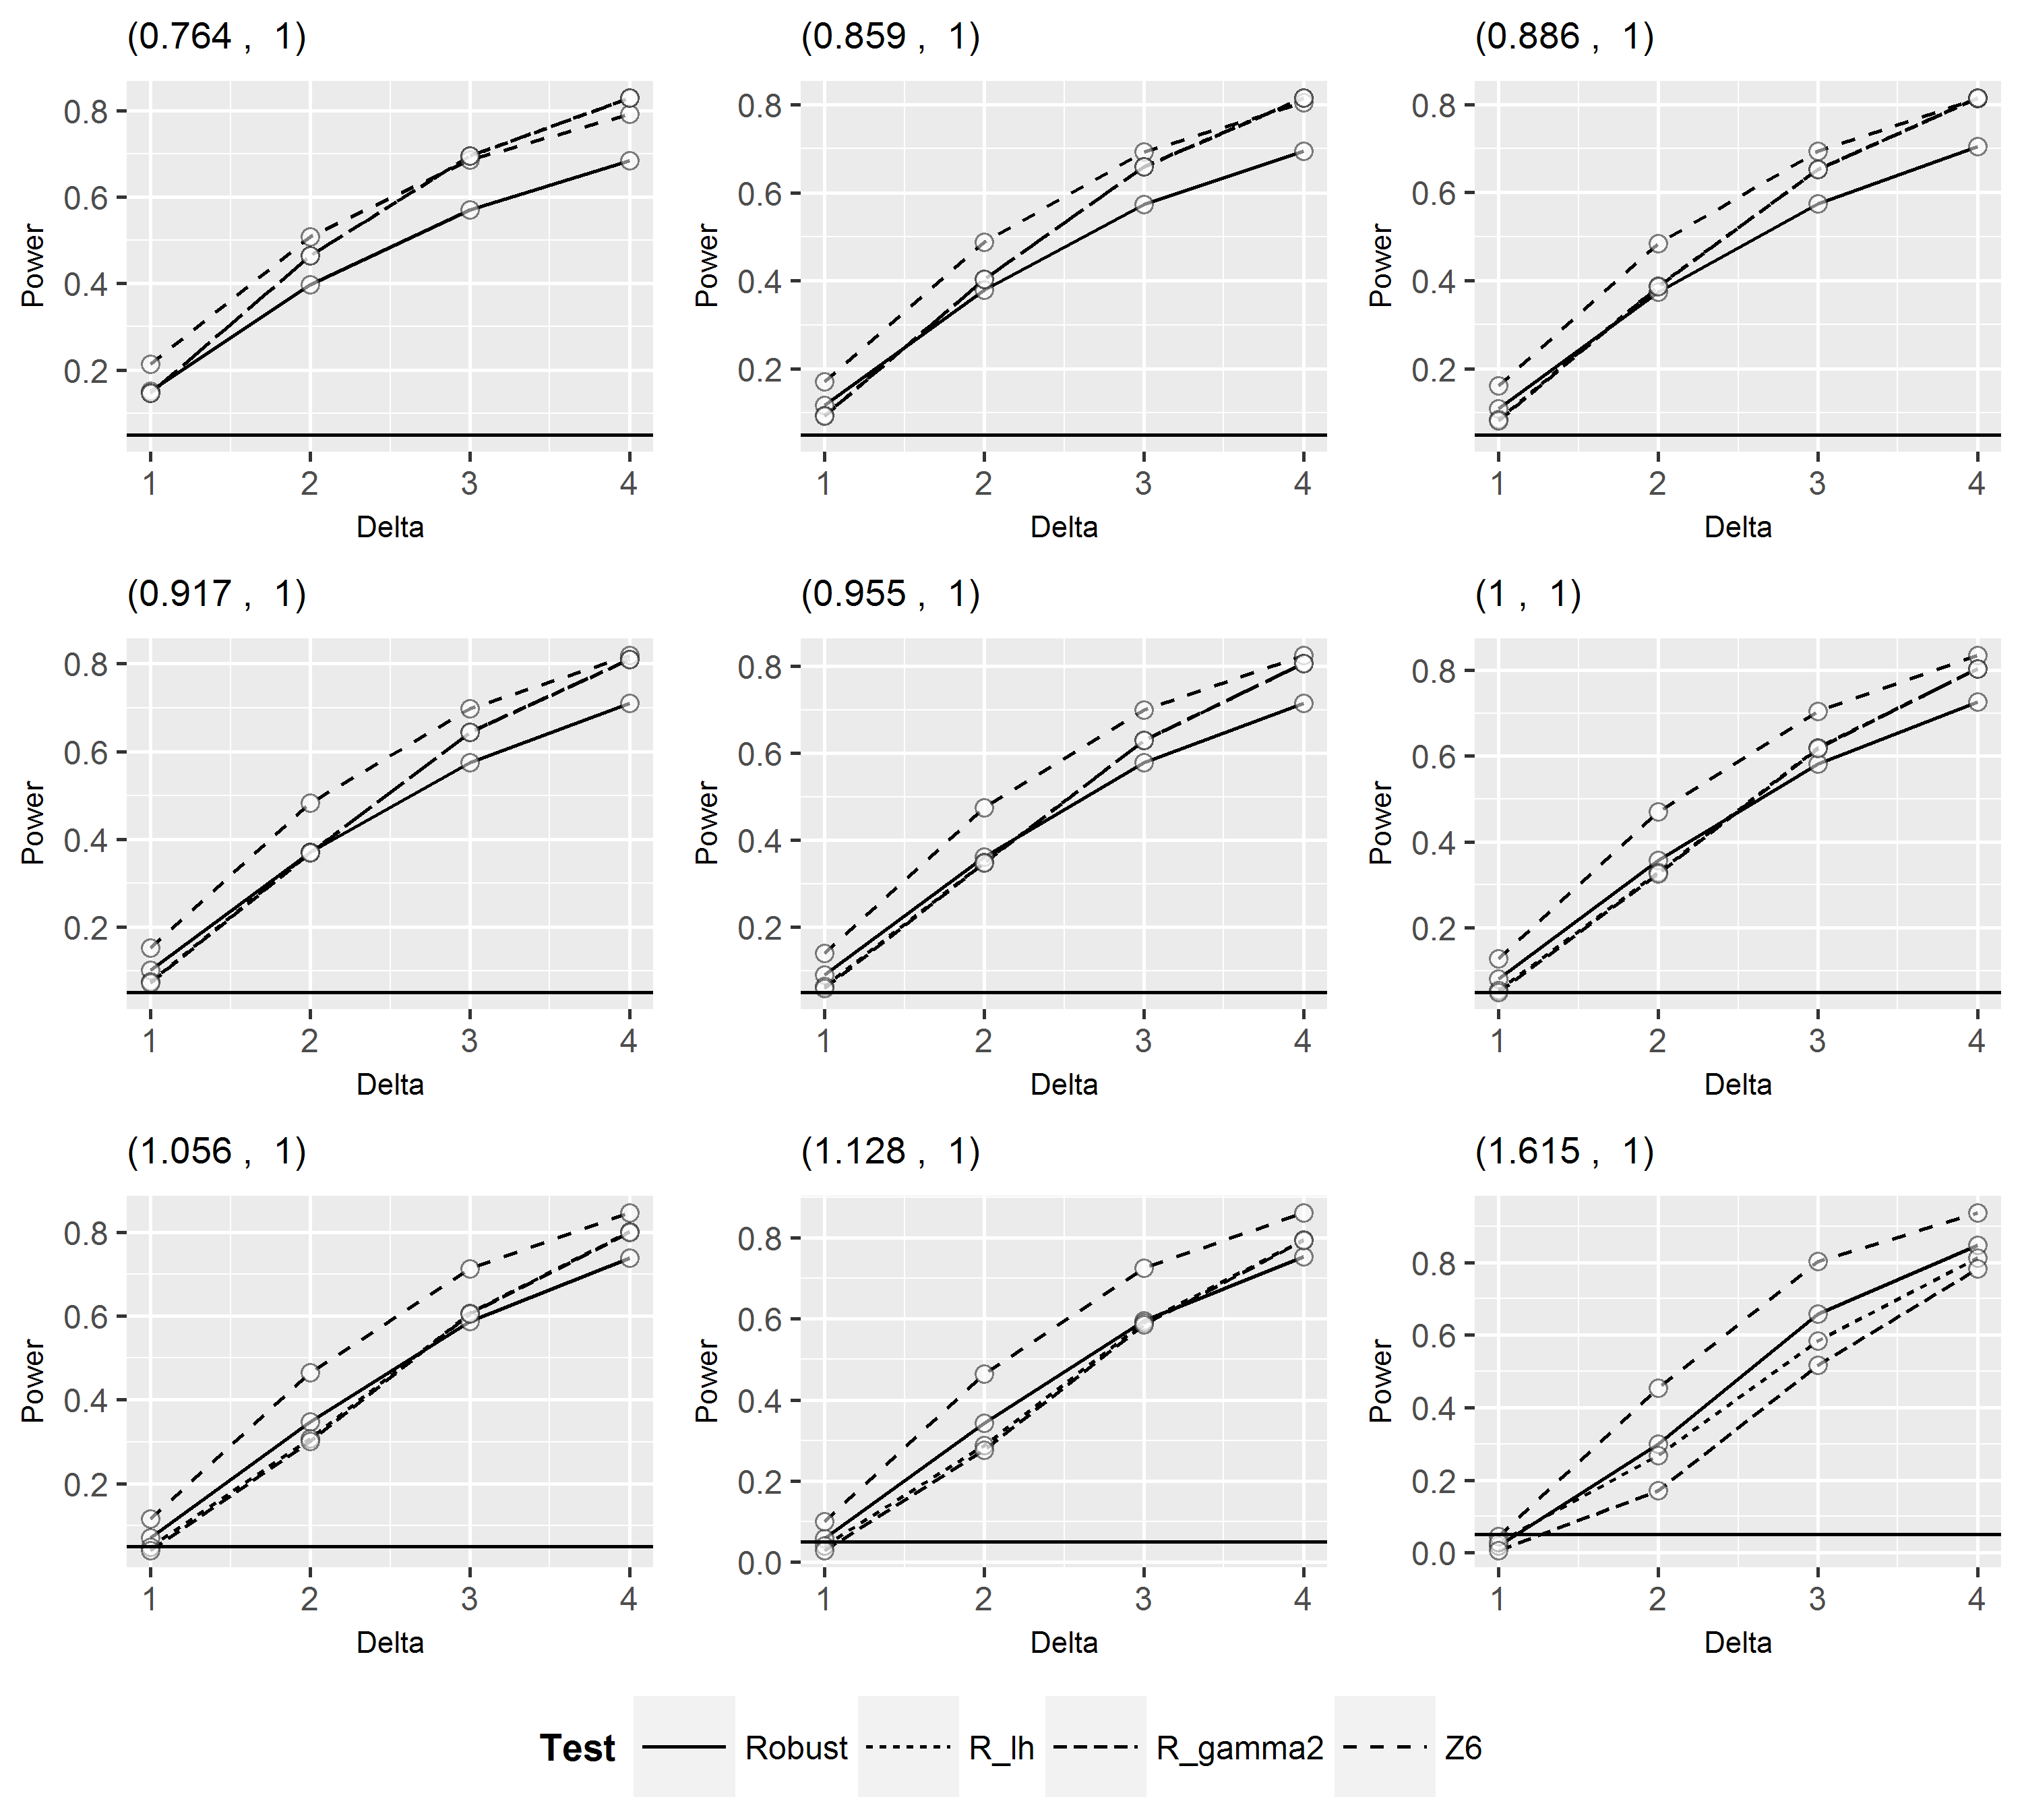 (0.764 ,  1)
(0.859 ,  1)
(0.886 ,  1)
Power
0.8
0.6
0.4
0.2
1 2 3 4
Delta
Power
0.8
0.6
0.4
0.2
1 2 3 4
Delta
Power
0.8
0.6
0.4
0.2
1 2 3 4
Delta
(0.917 ,  1)
(0.955 ,  1)
(1 ,  1)
Power
0.8
0.6
0.4
0.2
1 2 3 4
Delta
Power
0.8
0.6
0.4
0.2
1 2 3 4
Delta
Power
0.8
0.6
0.4
0.2
1 2 3 4
Delta
(1.056 ,  1)
(1.128 ,  1)
(1.615 ,  1)
Power
0.8
0.6
0.4
0.2
1 2 3 4
Delta
Power
0.8
0.6
0.4
0.2
0.0
1 2 3 4
Delta
Power
0.8
0.6
0.4
0.2
0.0
1 2 3 4
Delta
Test Robust R_lh R_gamma2 Z6